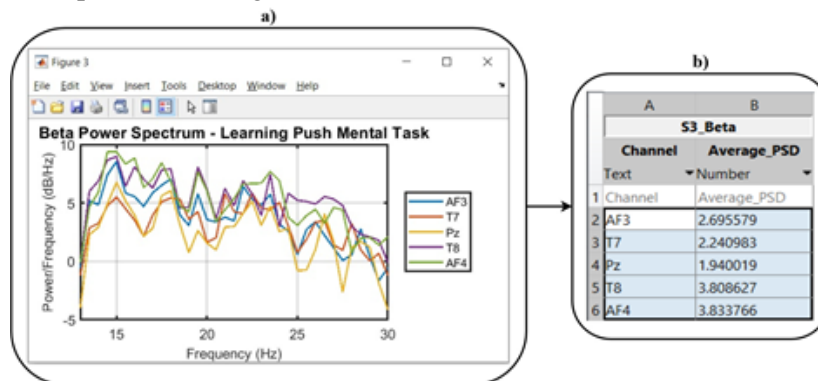 a)
Figure 3
File Edit View Insert Tools Desktop Window Help
Beta Power Spectrum - Learning Push Mental Task
Power/Frequency (dB/Hz)
10
5
0
-5
15 20 25 30
Frequency (Hz)
AF3
T7
Pz
T8
AF4
b)
A B
S3_Beta
Channel Average_PSD
Text Number
1 Channel Average_PSD
2 AF3 2.695579
3 T7 2.240983
4 Pz 1.940019
5 T8 3.808627
6 AF4 3.833766